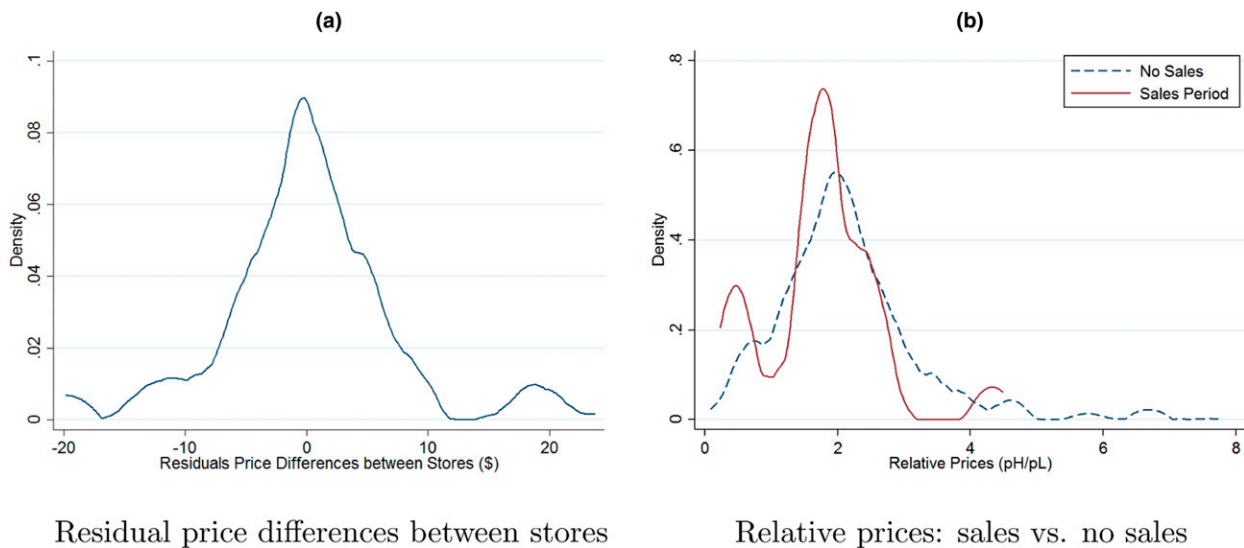 (a)
.1
.08
.06
.04
.02
0
Density
-20 -10 0 10 20
Residuals Price Differences between Stores ($)
Residual price differences between stores
(b)
No Sales
Sales Period
.8
.6
.4
.2
0
Density
0 2 4 6 8
Relative Prices (pH/pL)
Relative prices: sales vs. no sales